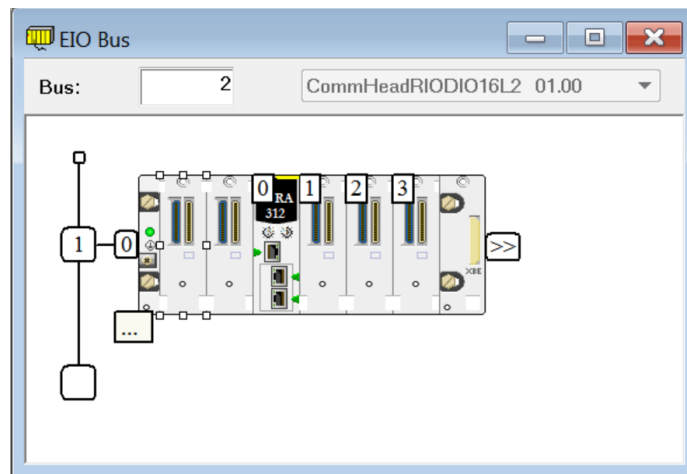 EIO Bus
Bus: 2 CommHeadRIODIO16L2 01.00
0 1 2 3
RA
312
1 0 >>
XBE
...